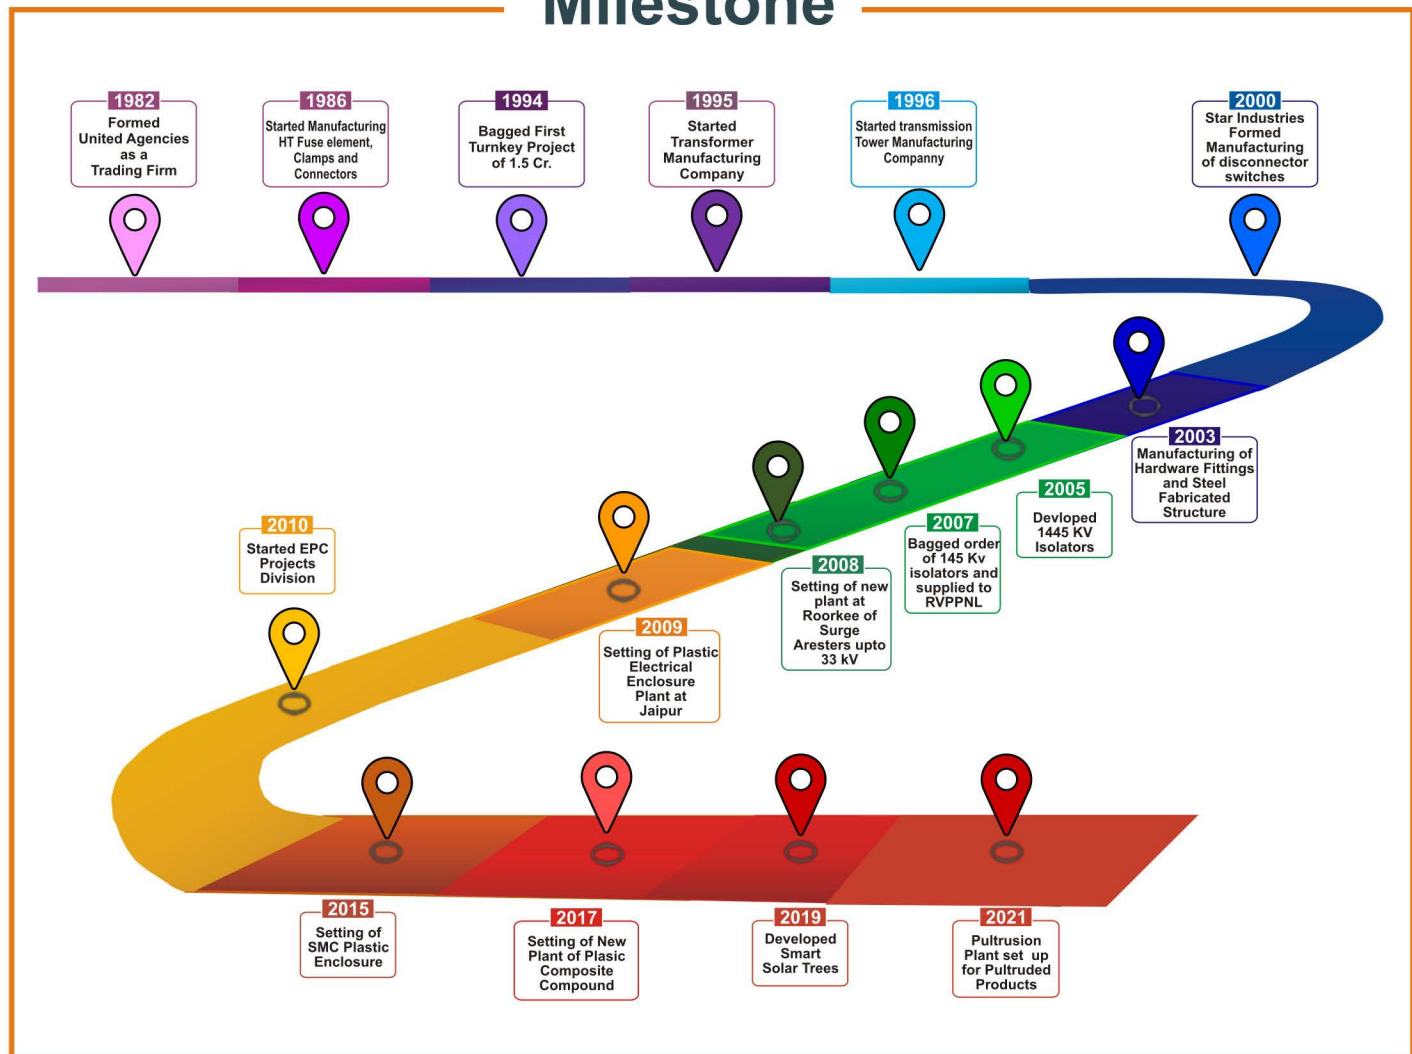 Milestone
1982
Formed
United Agencies
as a
Trading Firm
1986
Started Manufacturing
HT Fuse element,
Clamps and
Connectors
1994
Bagged First
Turnkey Project
of 1.5 Cr.
1995
Started
Transformer
Manufacturing
Company
1996
Started transmission
Tower Manufacturing
Companny
2000
Star Industries
Formed
Manufacturing
of disconnector
switches
2003
Manufacturing of
Hardware Fittings
and Steel
Fabricated
Structure
2005
Devloped
1445 KV
Isolators
2007
Bagged order
of 145 Kv
isolators and
supplied to
RVPPNL
2008
Setting of new
plant at
Roorkee of
Surge
Aresters upto
33 kV
2009
Setting of Plastic
Electrical
Enclosure
Plant at
Jaipur
2010
Started EPC
Projects
Division
2015
Setting of
SMC Plastic
Enclosure
2017
Setting of New
Plant of Plasic
Composite
Compound
2019
Developed
Smart
Solar Trees
2021
Pultrusion
Plant set up
for Pultruded
Products